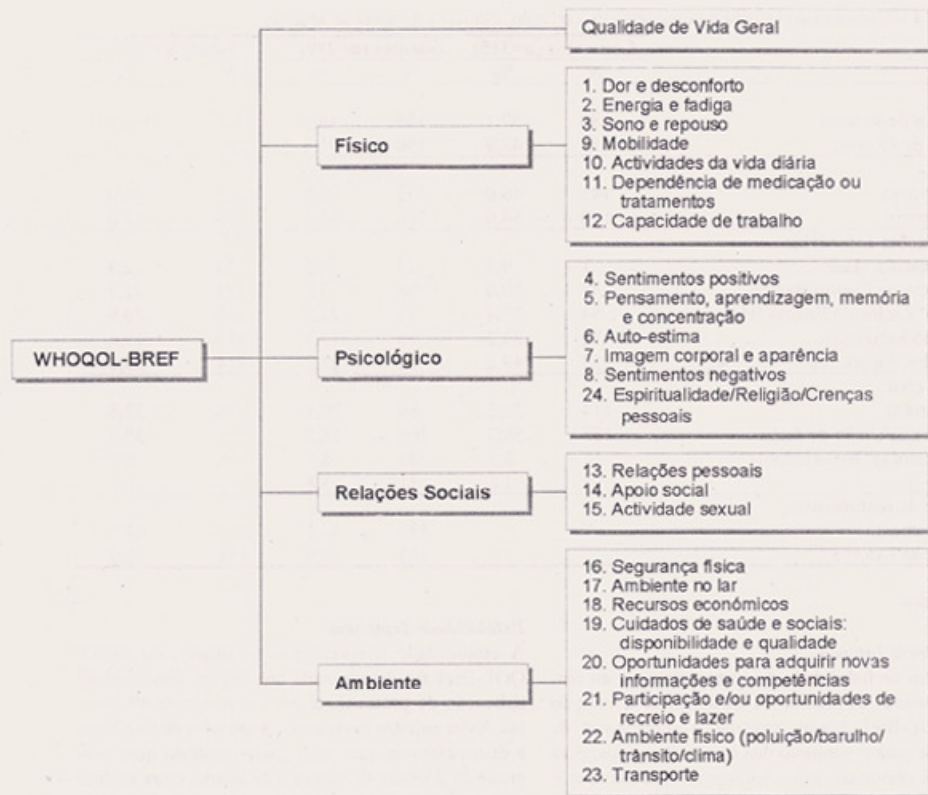 Qualidade de Vida Geral
Físico
1. Dor e desconforto
2. Energia e fadiga
3. Sono e repouso
9. Mobilidade
10. Actividades da vida diária
11. Dependência de medicação ou
tratamentos
12. Capacidade de trabalho
WHOQOL-BREF
Psicológico
4. Sentimentos positivos
5. Pensamento, aprendizagem, memória
e concentração
6. Auto-estima
7. Imagem corporal e aparência
8. Sentimentos negativos
24. Espiritualidade/Religião/Crenças
pessoais
Relações Sociais
13. Relações pessoais
14. Apoio social
15. Actividade sexual
Ambiente
16. Segurança física
17. Ambiente no lar
18. Recursos económicos
19. Cuidados de saúde e sociais:
disponibilidade e qualidade
20. Oportunidades para adquirir novas
informações e competências
21. Participação e/ou oportunidades de
recreio e lazer
22. Ambiente físico (poluição/barulho/
trânsito/clima)
23. Transporte